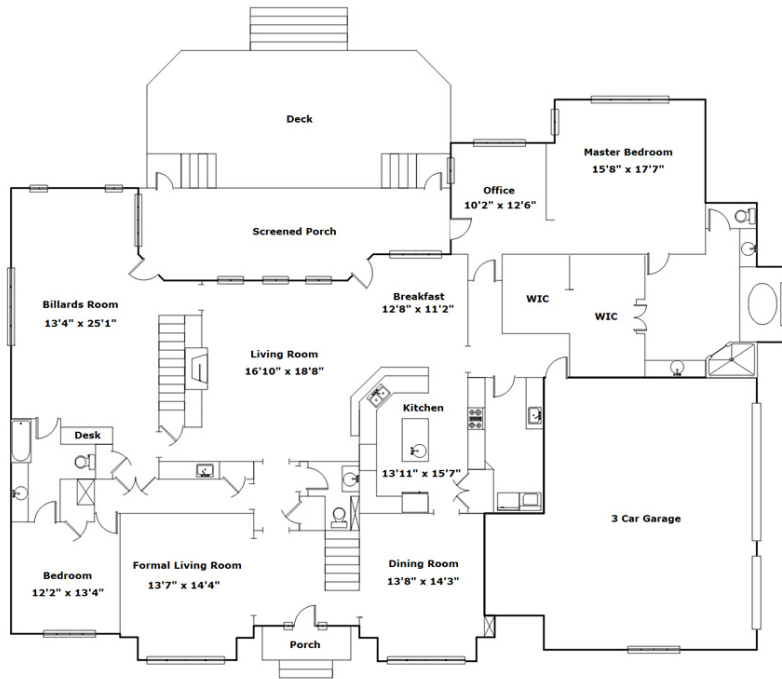 Deck
Master Bedroom
15'8" x 17'7"
Office
10'2" x 12'6"
Screened Porch
Billards Room
13'4" x 25'1"
Breakfast
12'8" x 11'2"
WIC
WIC
Living Room
16'10" x 18'8"
Kitchen
13'11" x 15'7"
Desk
3 Car Garage
Formal Living Room
13'7" x 14'4"
Dining Room
13'8" x 14'3"
Bedroom
12'2" x 13'4"
Porch